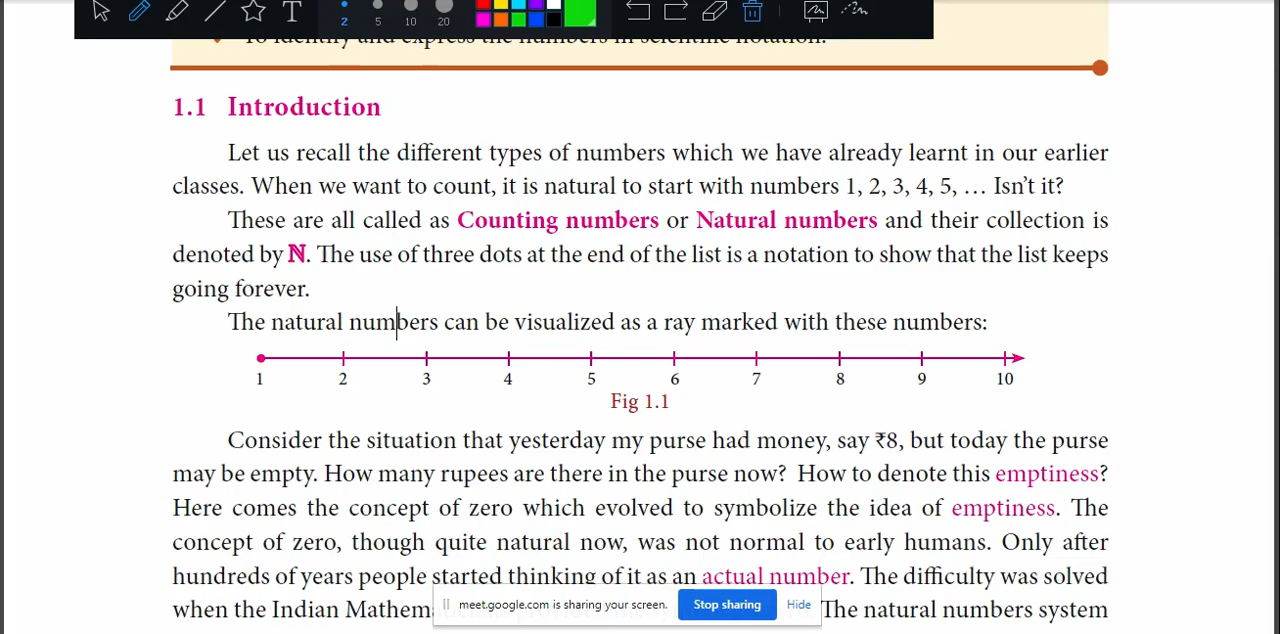 T
2 5 10 20
To identify and express the numbers in scientific notation.
1.1 Introduction
Let us recall the different types of numbers which we have already learnt in our earlier
classes. When we want to count, it is natural to start with numbers 1, 2, 3, 4, 5, … Isn’t it?
These are all called as Counting numbers or Natural numbers and their collection is
denoted by ℕ. The use of three dots at the end of the list is a notation to show that the list keeps
going forever.
The natural numbers can be visualized as a ray marked with these numbers:
1 2 3 4 5 6 7 8 9 10
Fig 1.1
Consider the situation that yesterday my purse had money, say ₹8, but today the purse
may be empty. How many rupees are there in the purse now? How to denote this emptiness?
Here comes the concept of zero which evolved to symbolize the idea of emptiness. The
concept of zero, though quite natural now, was not normal to early humans. Only after
hundreds of years people started thinking of it as an actual number. The difficulty was solved
when the Indian The natural numbers system
meet.google.com is sharing your screen. Stop sharing Hide